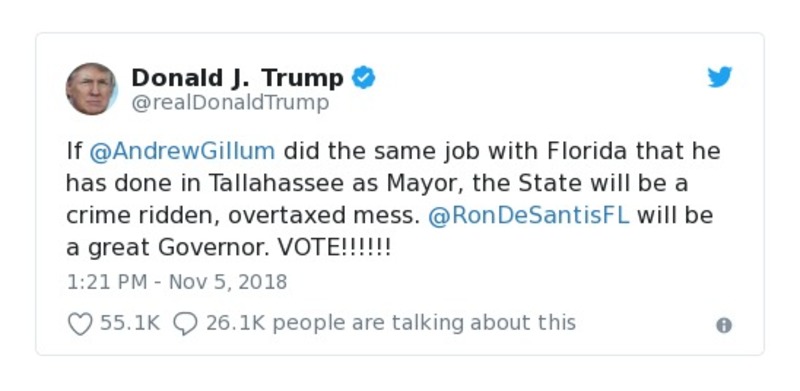 Donald J. Trump
@realDonaldTrump
If @AndrewGillum did the same job with Florida that he
has done in Tallahassee as Mayor, the State will be a
crime ridden, overtaxed mess. @RonDeSantisFL will be
a great Governor. VOTE!!!!!!
1:21 PM - Nov 5, 2018
55.1K 26.1K people are talking about this